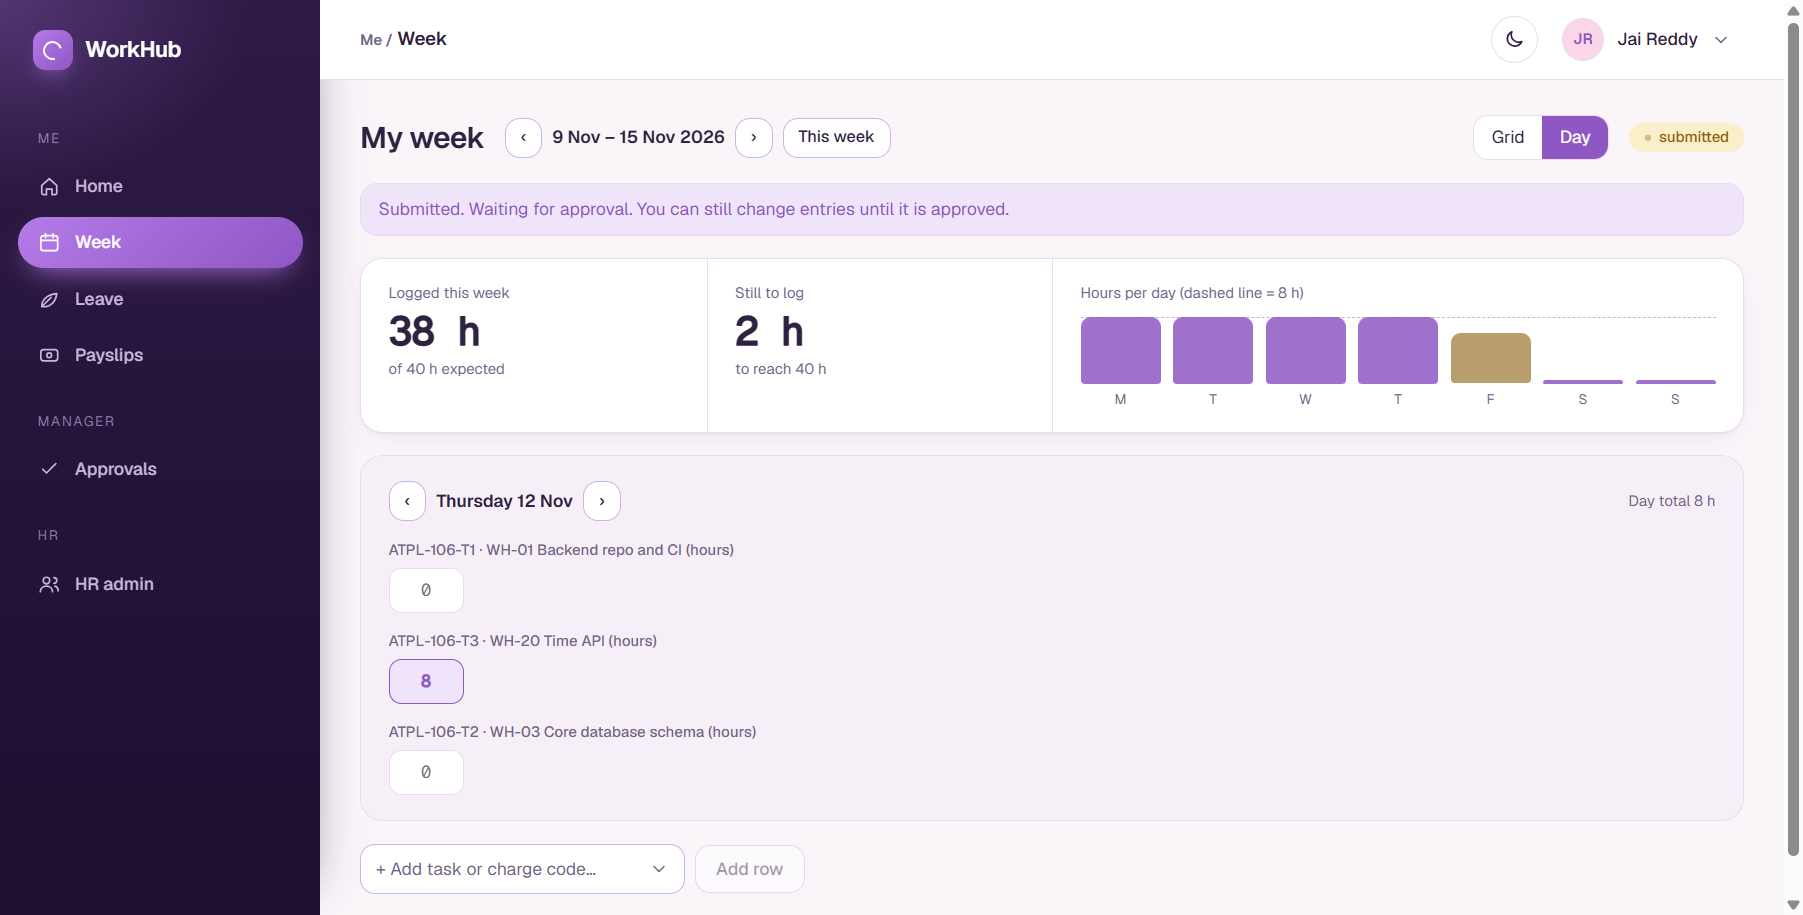 WorkHub
ME
Home
Week
Leave
Payslips
MANAGER
Approvals
HR
HR admin
Me / Week
JR Jai Reddy
My week ‹ 9 Nov – 15 Nov 2026 › This week Grid Day submitted
Submitted. Waiting for approval. You can still change entries until it is approved.
Logged this week
38 h
of 40 h expected
Still to log
2 h
to reach 40 h
Hours per day (dashed line = 8 h)
M T W T F S S
‹ Thursday 12 Nov › Day total 8 h
ATPL-106-T1 · WH-01 Backend repo and CI (hours)
0
ATPL-106-T3 · WH-20 Time API (hours)
8
ATPL-106-T2 · WH-03 Core database schema (hours)
0
+ Add task or charge code... Add row